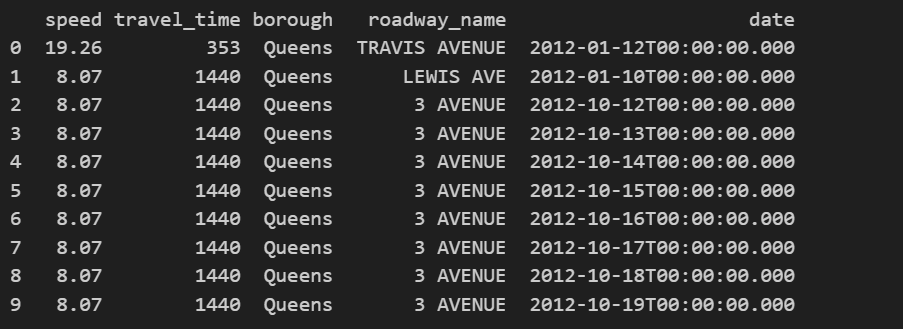 speed travel_time borough roadway_name date
0 19.26 353 Queens TRAVIS AVENUE 2012-01-12T00:00:00.000
1 8.07 1440 Queens LEWIS AVE 2012-01-10T00:00:00.000
2 8.07 1440 Queens 3 AVENUE 2012-10-12T00:00:00.000
3 8.07 1440 Queens 3 AVENUE 2012-10-13T00:00:00.000
4 8.07 1440 Queens 3 AVENUE 2012-10-14T00:00:00.000
5 8.07 1440 Queens 3 AVENUE 2012-10-15T00:00:00.000
6 8.07 1440 Queens 3 AVENUE 2012-10-16T00:00:00.000
7 8.07 1440 Queens 3 AVENUE 2012-10-17T00:00:00.000
8 8.07 1440 Queens 3 AVENUE 2012-10-18T00:00:00.000
9 8.07 1440 Queens 3 AVENUE 2012-10-19T00:00:00.000